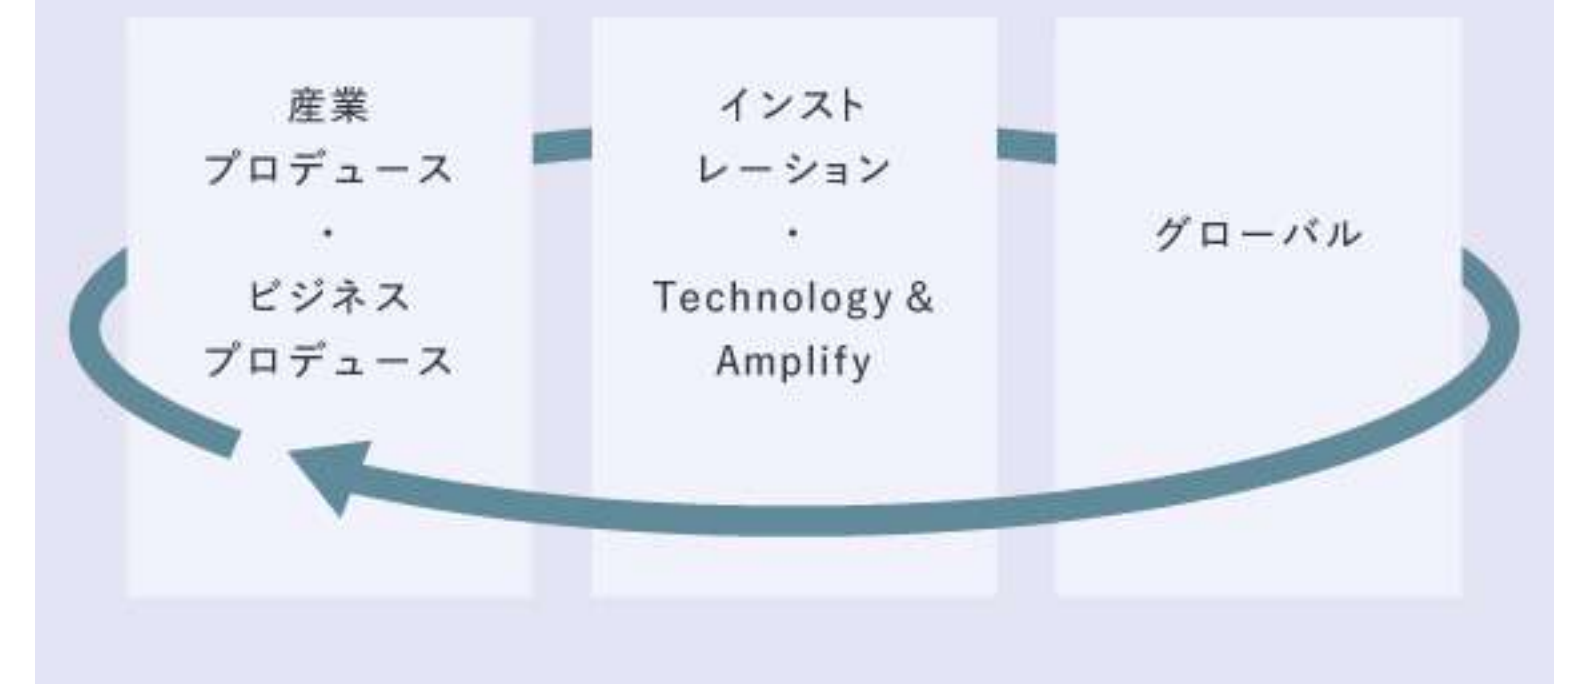 産業
プロデュース
・
ビジネス
プロデュース
インスト
レーション
・
Technology &
Amplify
グローバル